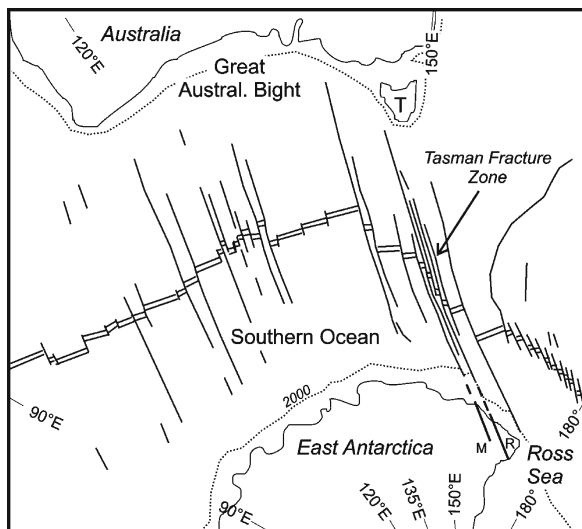 Australia
120°E
150°E
Great
Austral. Bight
T
Tasman Fracture
Zone
Southern Ocean
2000
90°E
180°
East Antarctica
M
R
Ross
Sea
90°E
120°E
135°E
150°E
180°